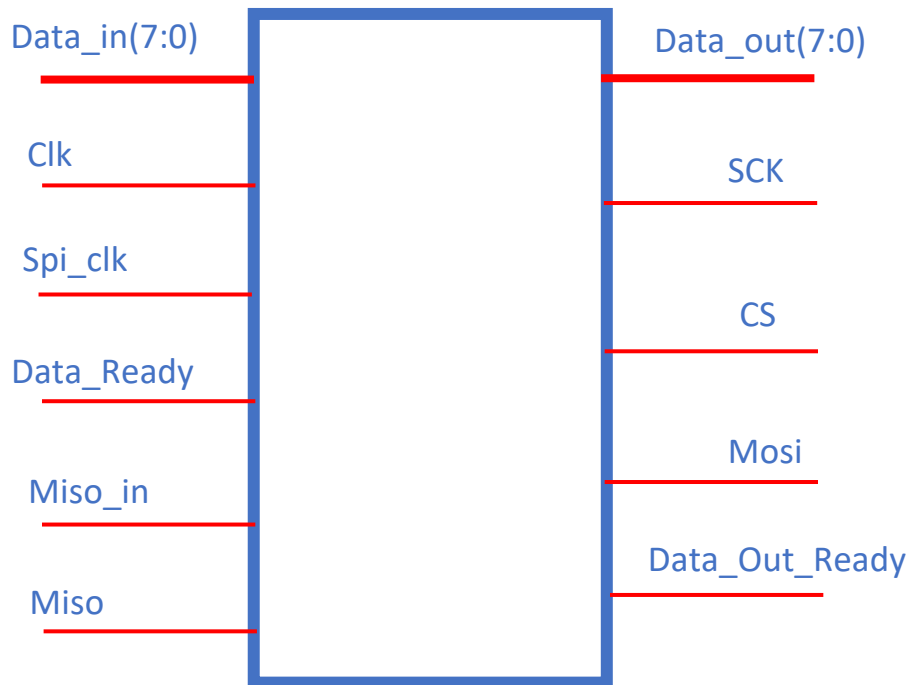 Data_in(7:0)
Clk
Spi_clk
Data_Ready
Miso_in
Miso
Data_out(7:0)
SCK
CS
Mosi
Data_Out_Ready